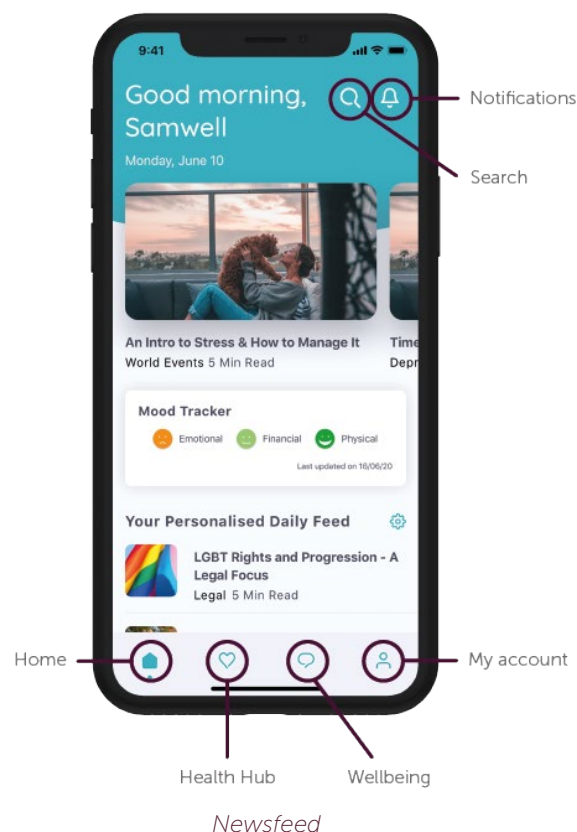 9:41
Good morning,
Samwell
Monday, June 10
Notifications
Search
An Intro to Stress & How to Manage It
World Events 5 Min Read
Time
Depr
Mood Tracker
Emotional
Financial
Physical
Last updated on 16/06/20
Your Personalised Daily Feed
LGBT Rights and Progression - A
Legal Focus
Legal 5 Min Read
Home
My account
Health Hub
Wellbeing
Newsfeed